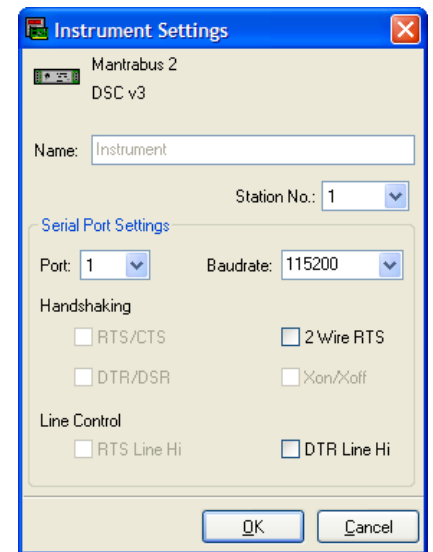 Instrument Settings
Mantrabus 2
DSC v3
Name: Instrument
Station No.: 1
Serial Port Settings
Port: 1 Baudrate: 115200
Handshaking
RTS/CTS 2 Wire RTS
DTR/DSR Xon/Xoff
Line Control
RTS Line Hi DTR Line Hi
OK Cancel